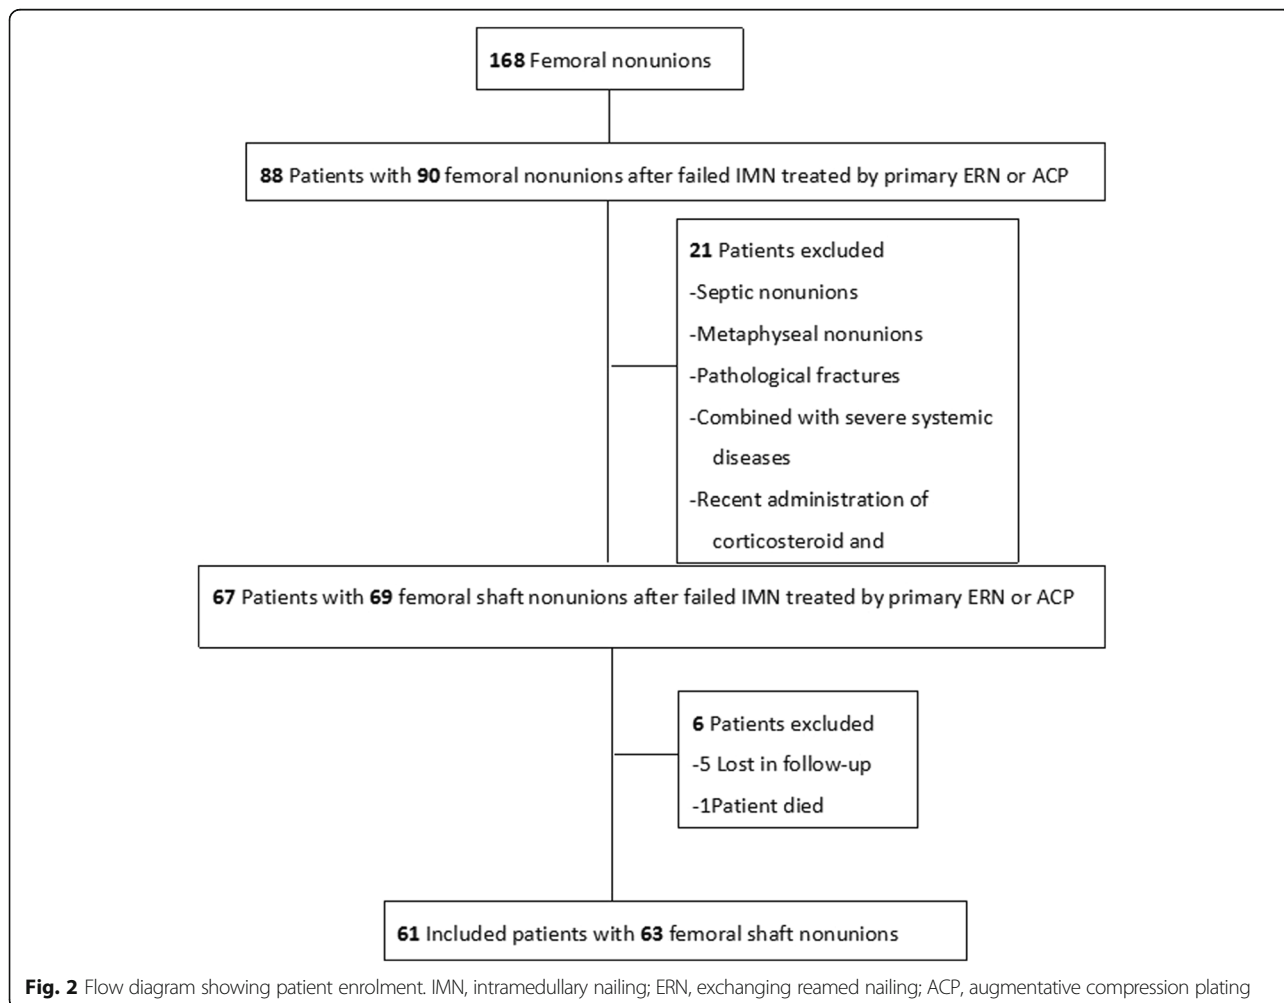 168 Femoral nonunions
88 Patients with 90 femoral nonunions after failed IMN treated by primary ERN or ACP
21 Patients excluded
-Septic nonunions
-Metaphyseal nonunions
-Pathological fractures
-Combined with severe systemic
diseases
-Recent administration of
corticosteroid and
67 Patients with 69 femoral shaft nonunions after failed IMN treated by primary ERN or ACP
6 Patients excluded
-5 Lost in follow-up
-1Patient died
61 Included patients with 63 femoral shaft nonunions
Fig. 2 Flow diagram showing patient enrolment. IMN, intramedullary nailing; ERN, exchanging reamed nailing; ACP, augmentative compression plating